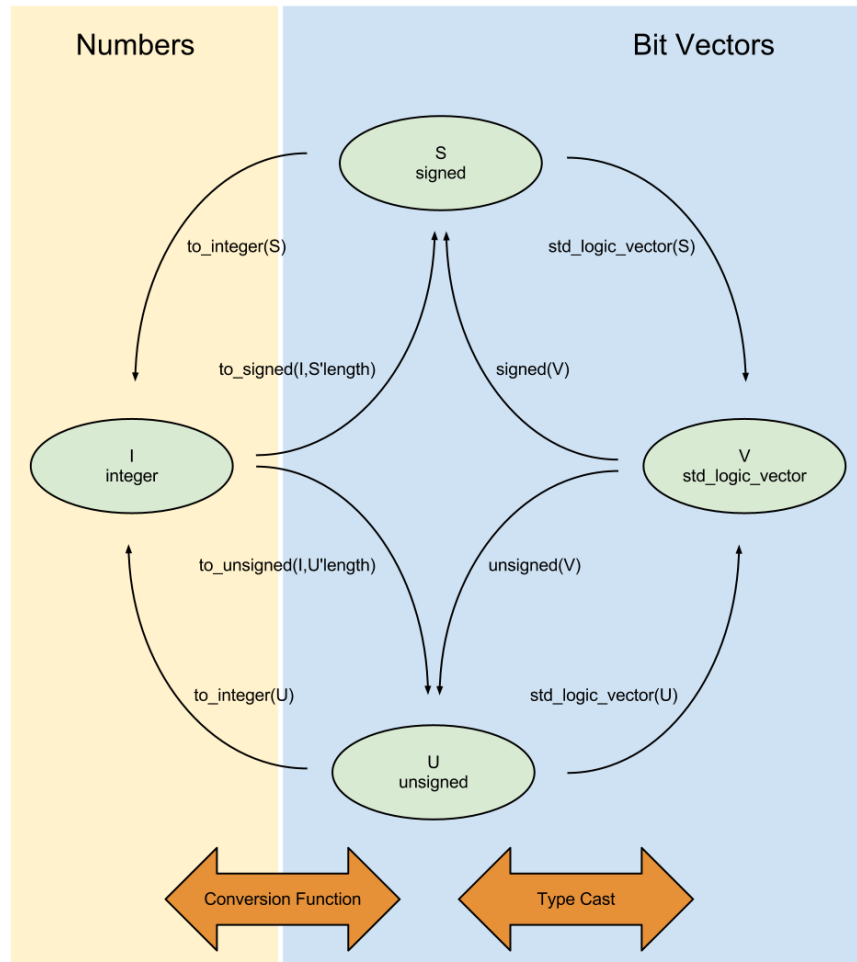 Numbers
Bit Vectors
S
signed
to_integer(S)
std_logic_vector(S)
to_signed(I,S'length)
signed(V)
I
integer
V
std_logic_vector
to_unsigned(I,U'length)
unsigned(V)
to_integer(U)
std_logic_vector(U)
U
unsigned
Conversion Function
Type Cast